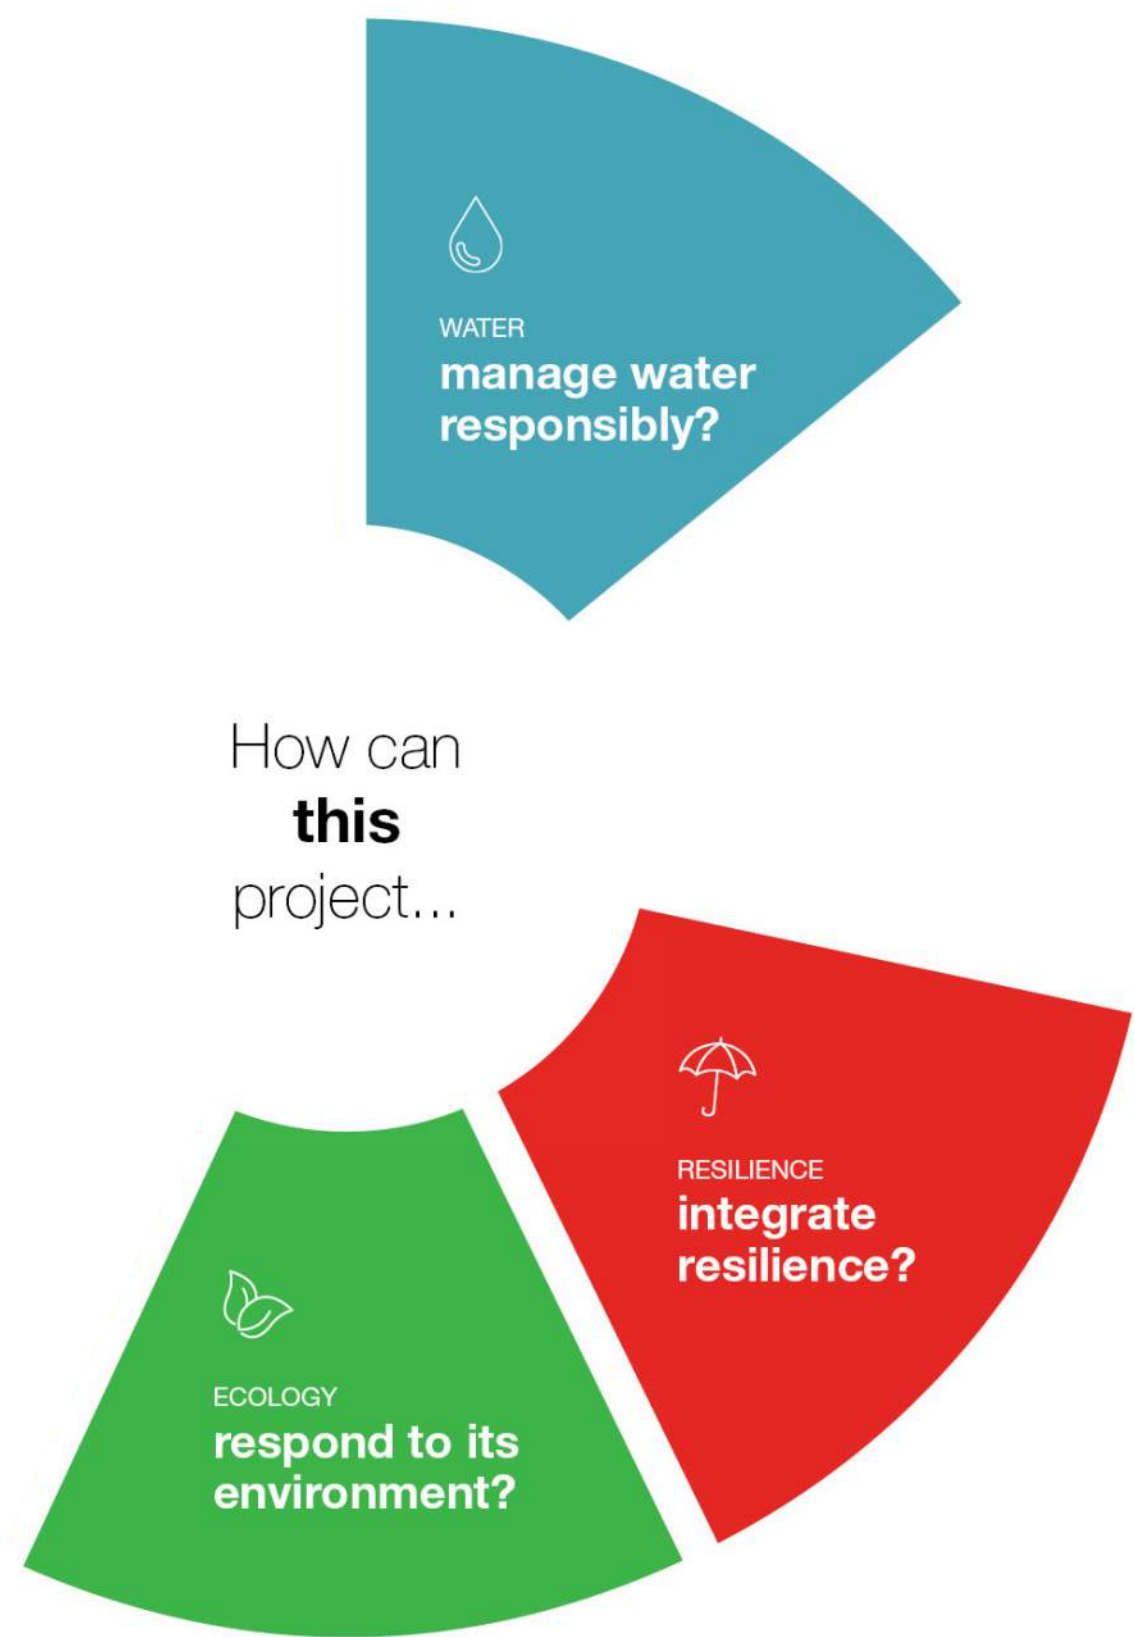 WATER
manage water
responsibly?
How can
this
project...
RESILIENCE
integrate
resilience?
ECOLOGY
respond to its
environment?